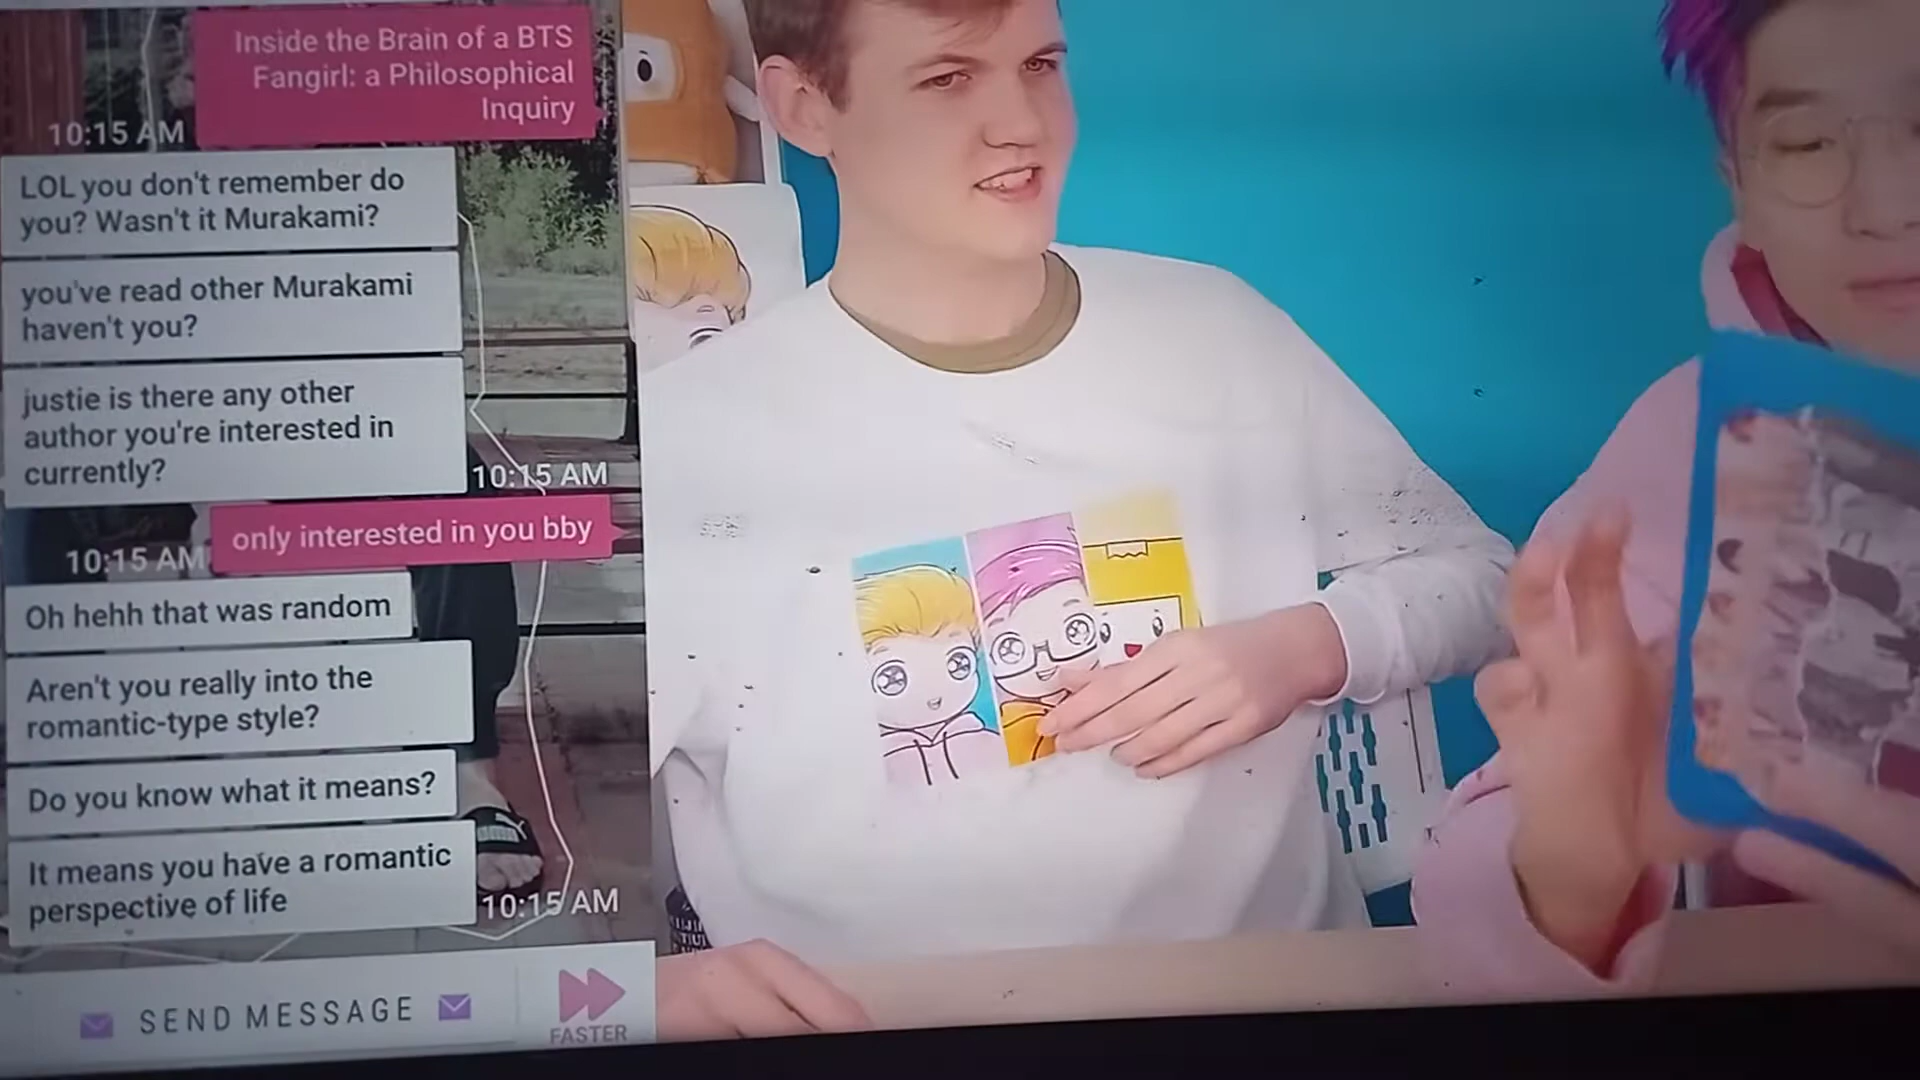 Inside the Brain of a BTS
Fangirl: a Philosophical
Inquiry
10:15 AM
LOL you don't remember do
you? Wasn't it Murakami?
you've read other Murakami
haven't you?
justie is there any other
author you're interested in
currently?
10:15 AM
only interested in you bby
10:15 AM
Oh hehh that was random
Aren't you really into the
romantic-type style?
Do you know what it means?
It means you have a romantic
perspective of life
10:15 AM
SEND MESSAGE
FASTER